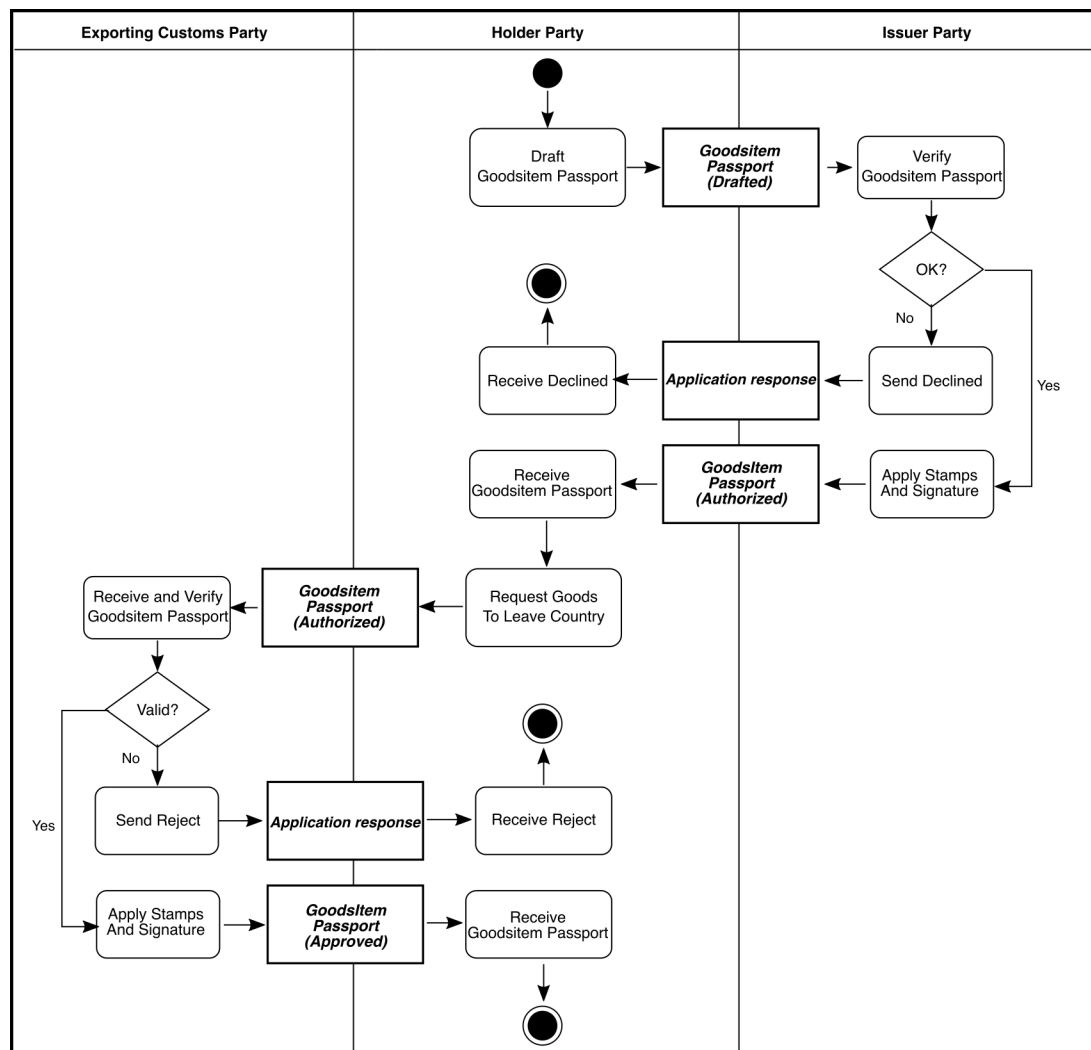 Exporting Customs Party
Holder Party
Issuer Party
Draft
Goodsitem Passport
Goodsitem
Passport
(Drafted)
Verify
Goodsitem Passport
OK?
No
Yes
Receive Declined
Application response
Send Declined
Receive
Goodsitem Passport
GoodsItem
Passport
(Authorized)
Apply Stamps
And Signature
Receive and Verify
Goodsitem Passport
Goodsitem
Passport
(Authorized)
Request Goods
To Leave Country
Valid?
No
Yes
Send Reject
Application response
Receive Reject
Apply Stamps
And Signature
GoodsItem
Passport
(Approved)
Receive
Goodsitem Passport